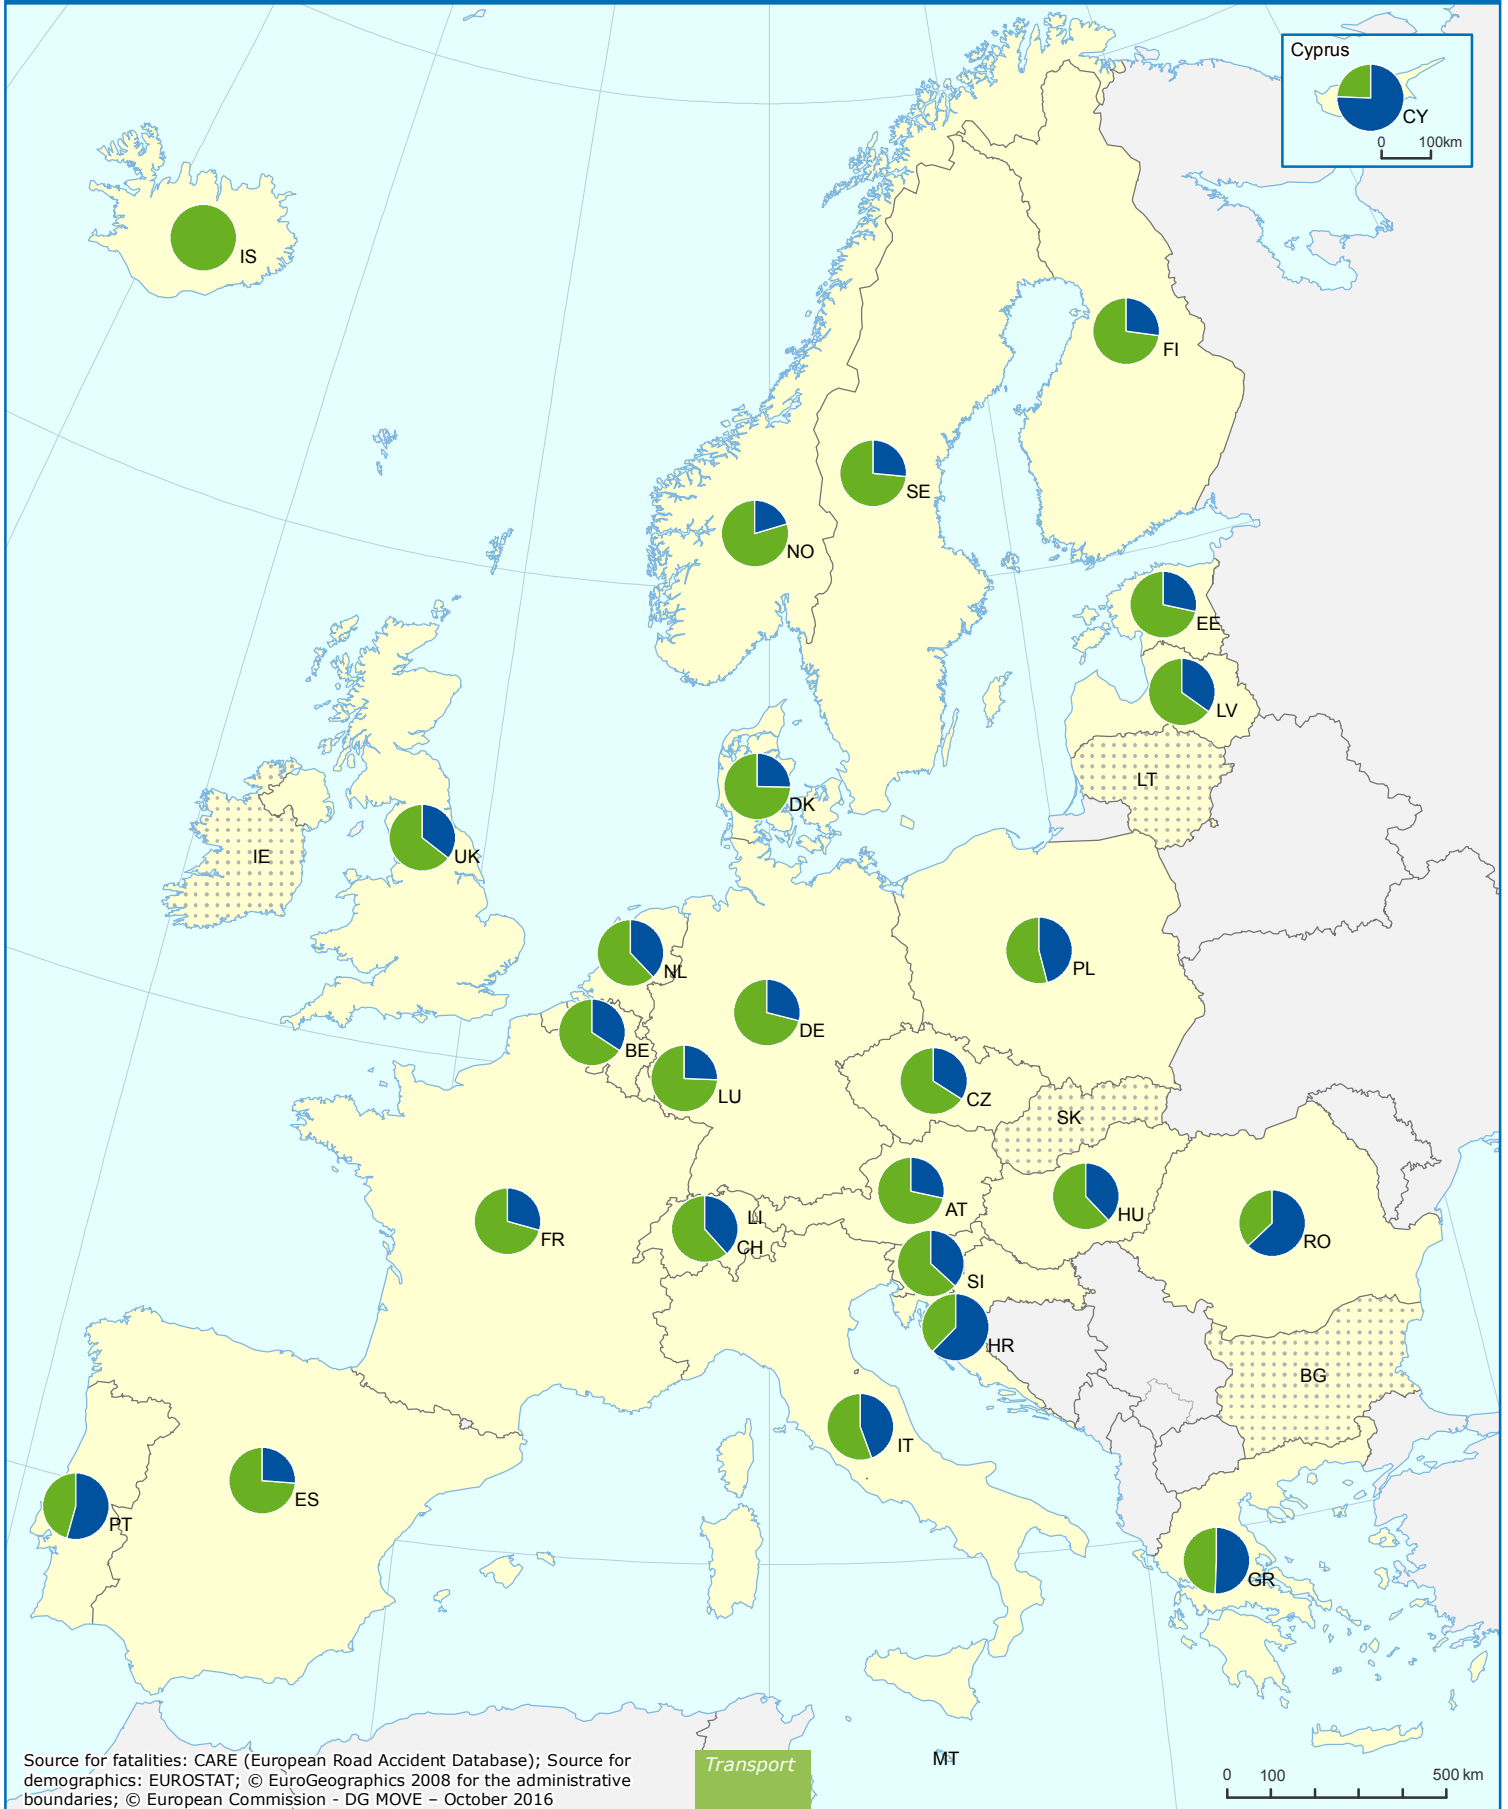 Cyprus
CY
0 100km
IS
FI
SE
NO
EE
LV
LT
DK
IE
UK
NL
PL
DE
BE
LU
CZ
SK
AT
HU
LI
CH
FR
RO
SI
HR
BG
IT
ES
PT
GR
MT
Source for fatalities: CARE (European Road Accident Database); Source for
demographics: EUROSTAT; © EuroGeographics 2008 for the administrative
boundaries; © European Commission - DG MOVE – October 2016
Transport
0 100 500 km